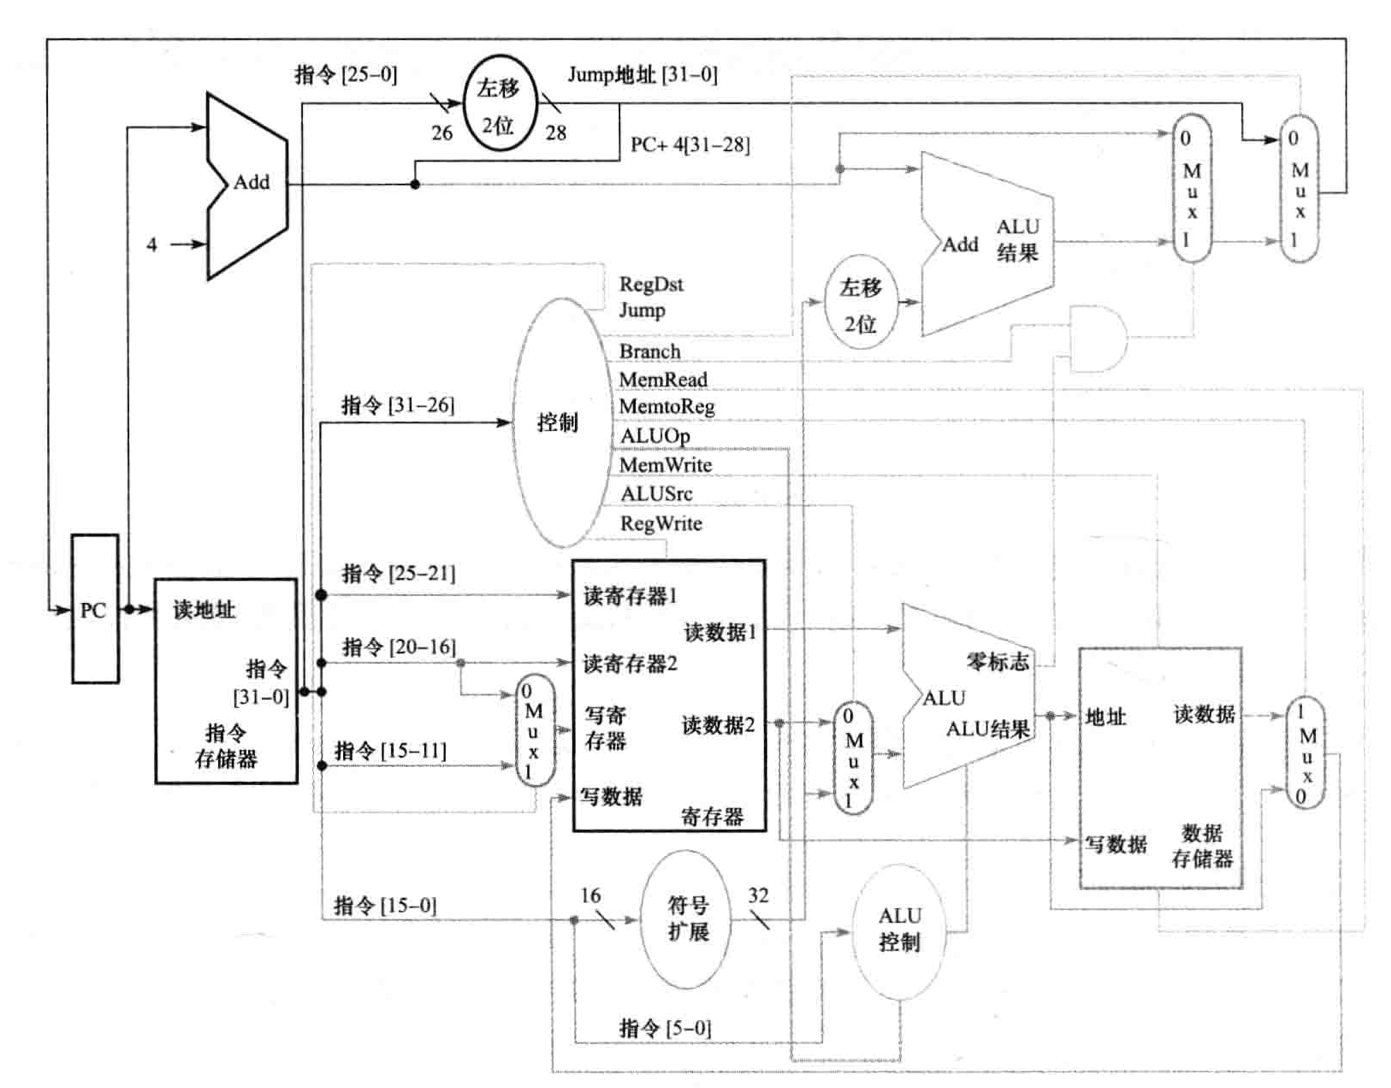 指令 [25–0]
左移
2位
Jump地址 [31–0]
26
28
PC+ 4[31–28]
Add
4
0
Mux
1
0
Mux
1
Add
ALU
结果
左移
2位
RegDst
Jump
Branch
MemRead
MemtoReg
ALUOp
MemWrite
ALUSrc
RegWrite
控制
指令 [31–26]
PC
读地址
指令
[31–0]
指令
存储器
指令 [25–21]
指令 [20–16]
指令 [15–11]
0
Mux
1
读寄存器1
读寄存器2
写寄
存器
写数据
读数据1
读数据2
寄存器
0
Mux
1
零标志
ALU
ALU结果
地址
读数据
写数据
数据
存储器
1
Mux
0
指令 [15–0]
16
符号
扩展
32
ALU
控制
指令 [5–0]